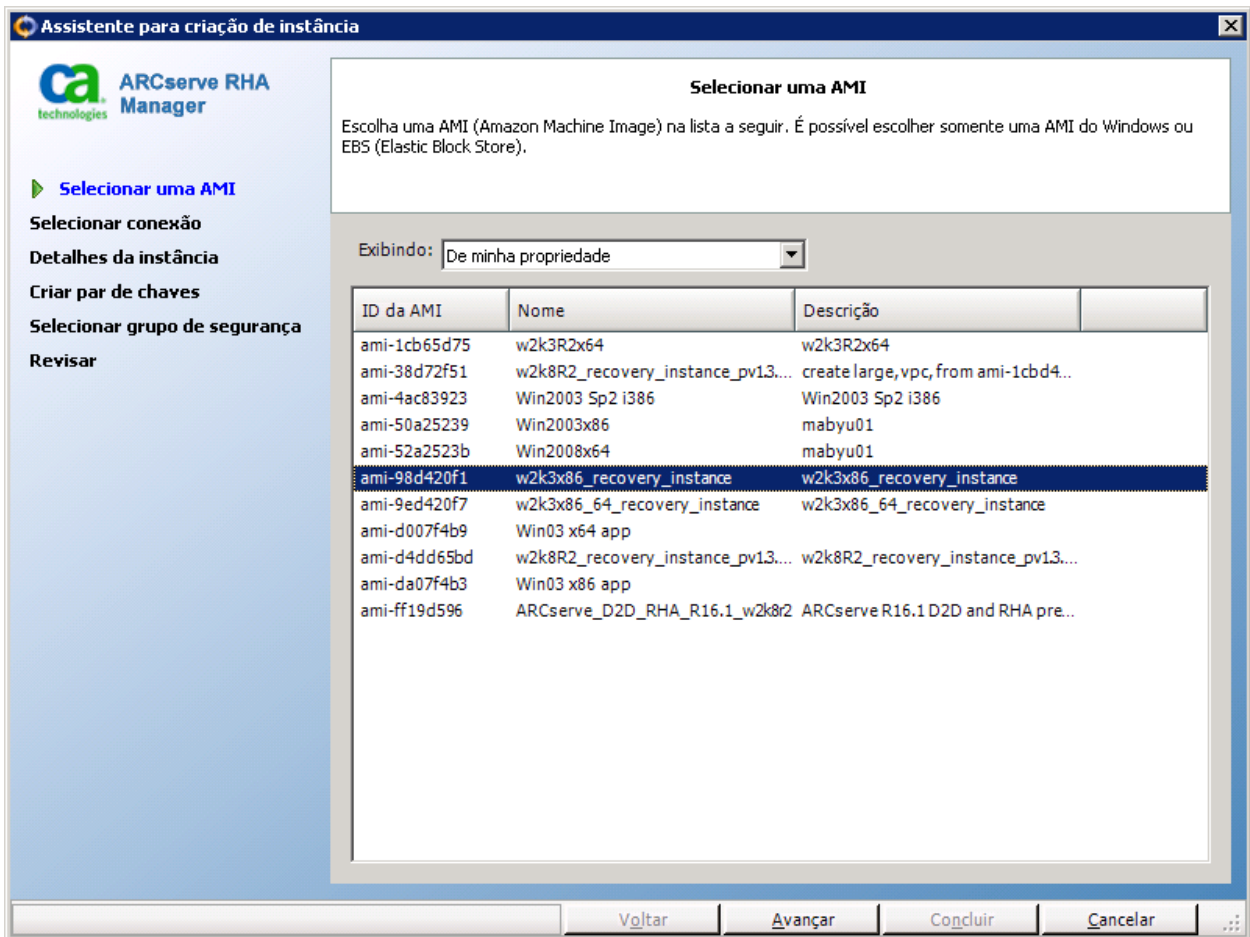 Assistente para criação de instância
ca
technologies
ARCserve RHA
Manager
Selecionar uma AMI
Selecionar conexão
Detalhes da instância
Criar par de chaves
Selecionar grupo de segurança
Revisar
Selecionar uma AMI
Escolha uma AMI (Amazon Machine Image) na lista a seguir. É possível escolher somente uma AMI do Windows ou
EBS (Elastic Block Store).
Exibindo: De minha propriedade
ID da AMI Nome Descrição
ami-1cb65d75 w2k3R2x64 w2k3R2x64
ami-38d72f51 w2k8R2_recovery_instance_pv1.3.... create large, vpc, from ami-1cbd4...
ami-4ac83923 Win2003 Sp2 i386 Win2003 Sp2 i386
ami-50a25239 Win2003x86 mabyu01
ami-52a2523b Win2008x64 mabyu01
ami-98d420f1 w2k3x86_recovery_instance w2k3x86_recovery_instance
ami-9ed420f7 w2k3x86_64_recovery_instance w2k3x86_64_recovery_instance
ami-d007f4b9 Win03 x64 app
ami-d4dd65bd w2k8R2_recovery_instance_pv1.3.... w2k8R2_recovery_instance_pv1.3....
ami-da07f4b3 Win03 x86 app
ami-ff19d596 ARCserve_D2D_RHA_R16.1_w2k8r2 ARCserve R16.1 D2D and RHA pre...
Voltar Avançar Concluir Cancelar